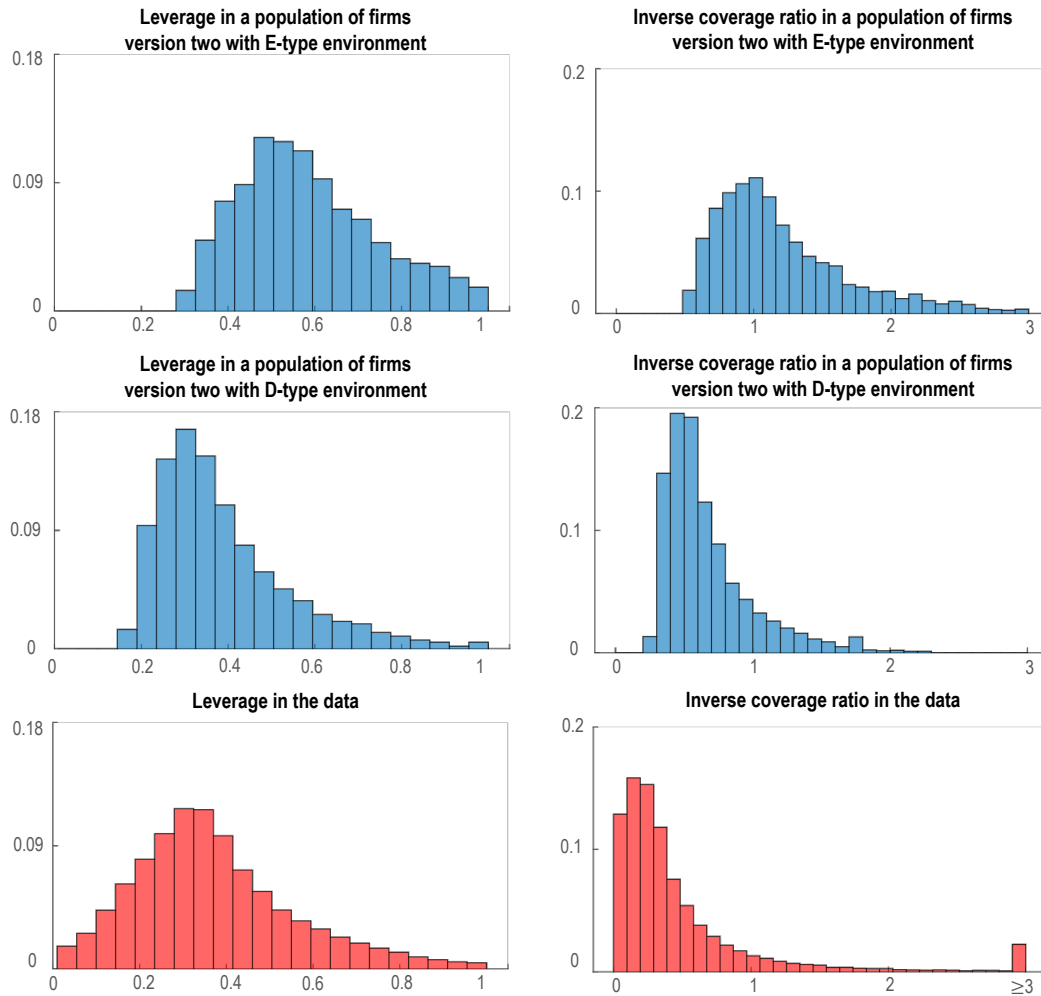 Leverage in a population of firms
version two with E-type environment
0.18
0.09
0
0 0.2 0.4 0.6 0.8 1
Inverse coverage ratio in a population of firms
version two with E-type environment
0.2
0.1
0
0 1 2 3
Leverage in a population of firms
version two with D-type environment
0.18
0.09
0
0 0.2 0.4 0.6 0.8 1
Inverse coverage ratio in a population of firms
version two with D-type environment
0.2
0.1
0
0 1 2 3
Leverage in the data
0.18
0.09
0
0 0.2 0.4 0.6 0.8 1
Inverse coverage ratio in the data
0.2
0.1
0
0 1 2 ≥3